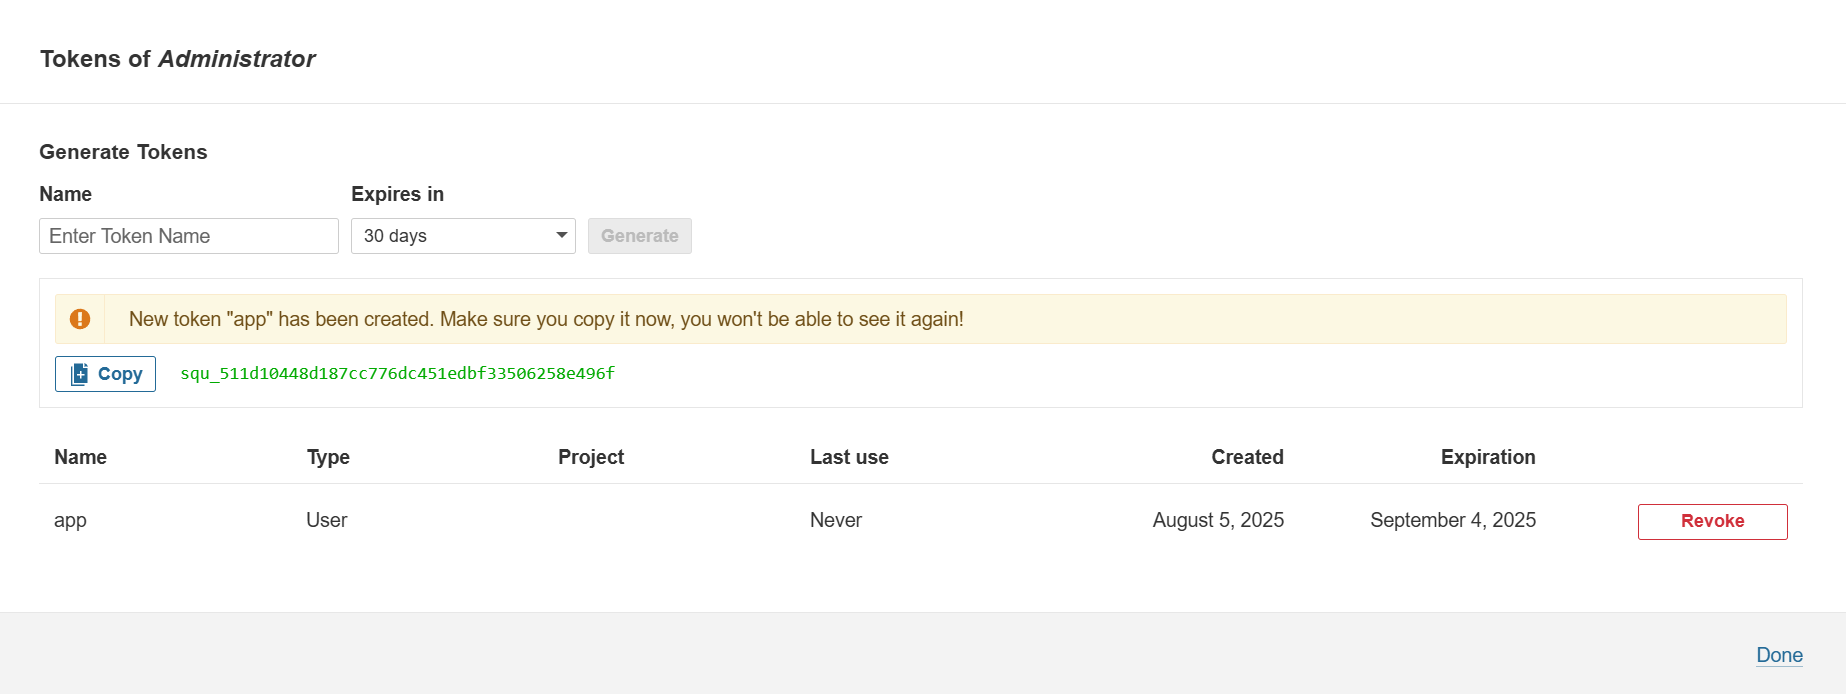 Tokens of Administrator
Generate Tokens
Name Expires in
Enter Token Name 30 days Generate
New token "app" has been created. Make sure you copy it now, you won't be able to see it again!
Copy squ_511d10448d187cc776dc451edbf33506258e496f
Name Type Project Last use Created Expiration
app User Never August 5, 2025 September 4, 2025 Revoke
Done